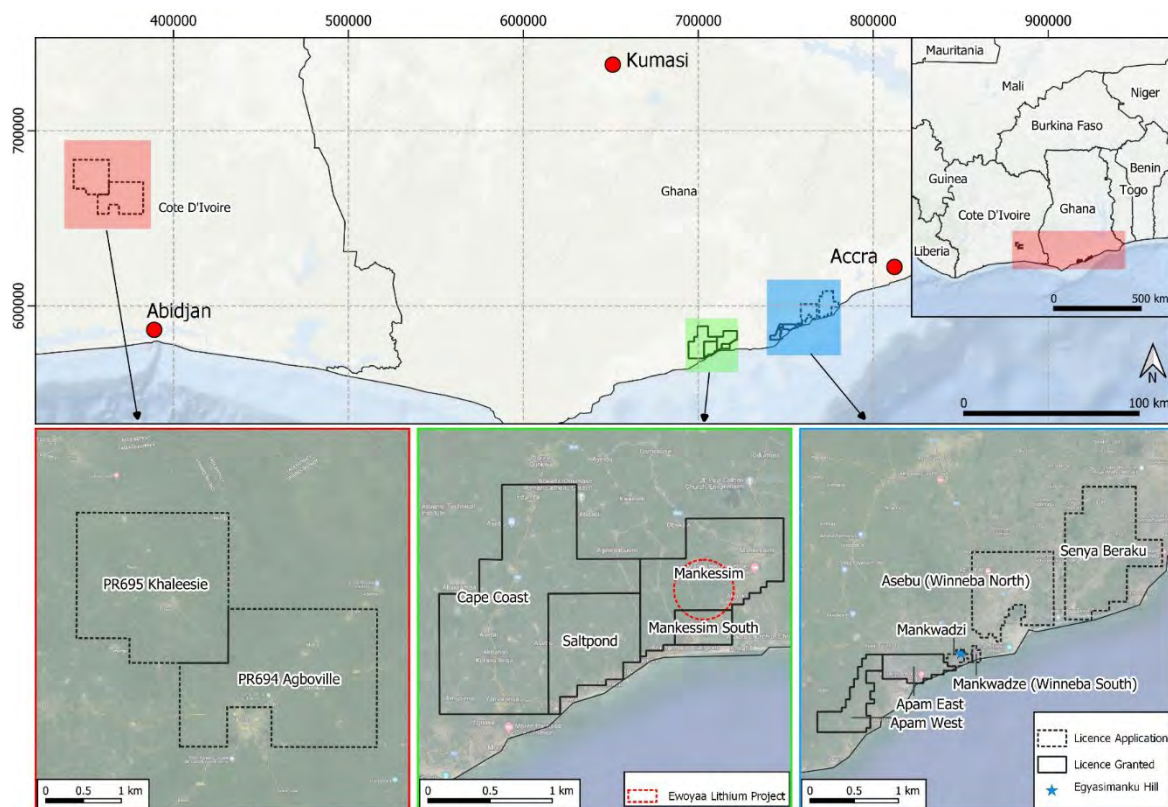 400000
500000
600000
700000
800000
900000
700000
600000
Kumasi
Ghana
Cote D'Ivoire
Abidjan
Accra
N
0 100 km
Mauritania
Mali
Niger
Burkina Faso
Guinea
Benin
Togo
Cote D'Ivoire
Ghana
Liberia
0 500 km
PR695 Khaleesie
PR694 Agboville
0 0.5 1 km
Cape Coast
Mankessim
Saltpond
Mankessim South
0 0.5 1 km
Ewoyaa Lithium Project
Senya Beraku
Asebu (Winneba North)
Mankwadzi
Mankwadze (Winneba South)
Apam East
Apam West
0 0.5 1 km
Licence Application
Licence Granted
Egyasimanku Hill